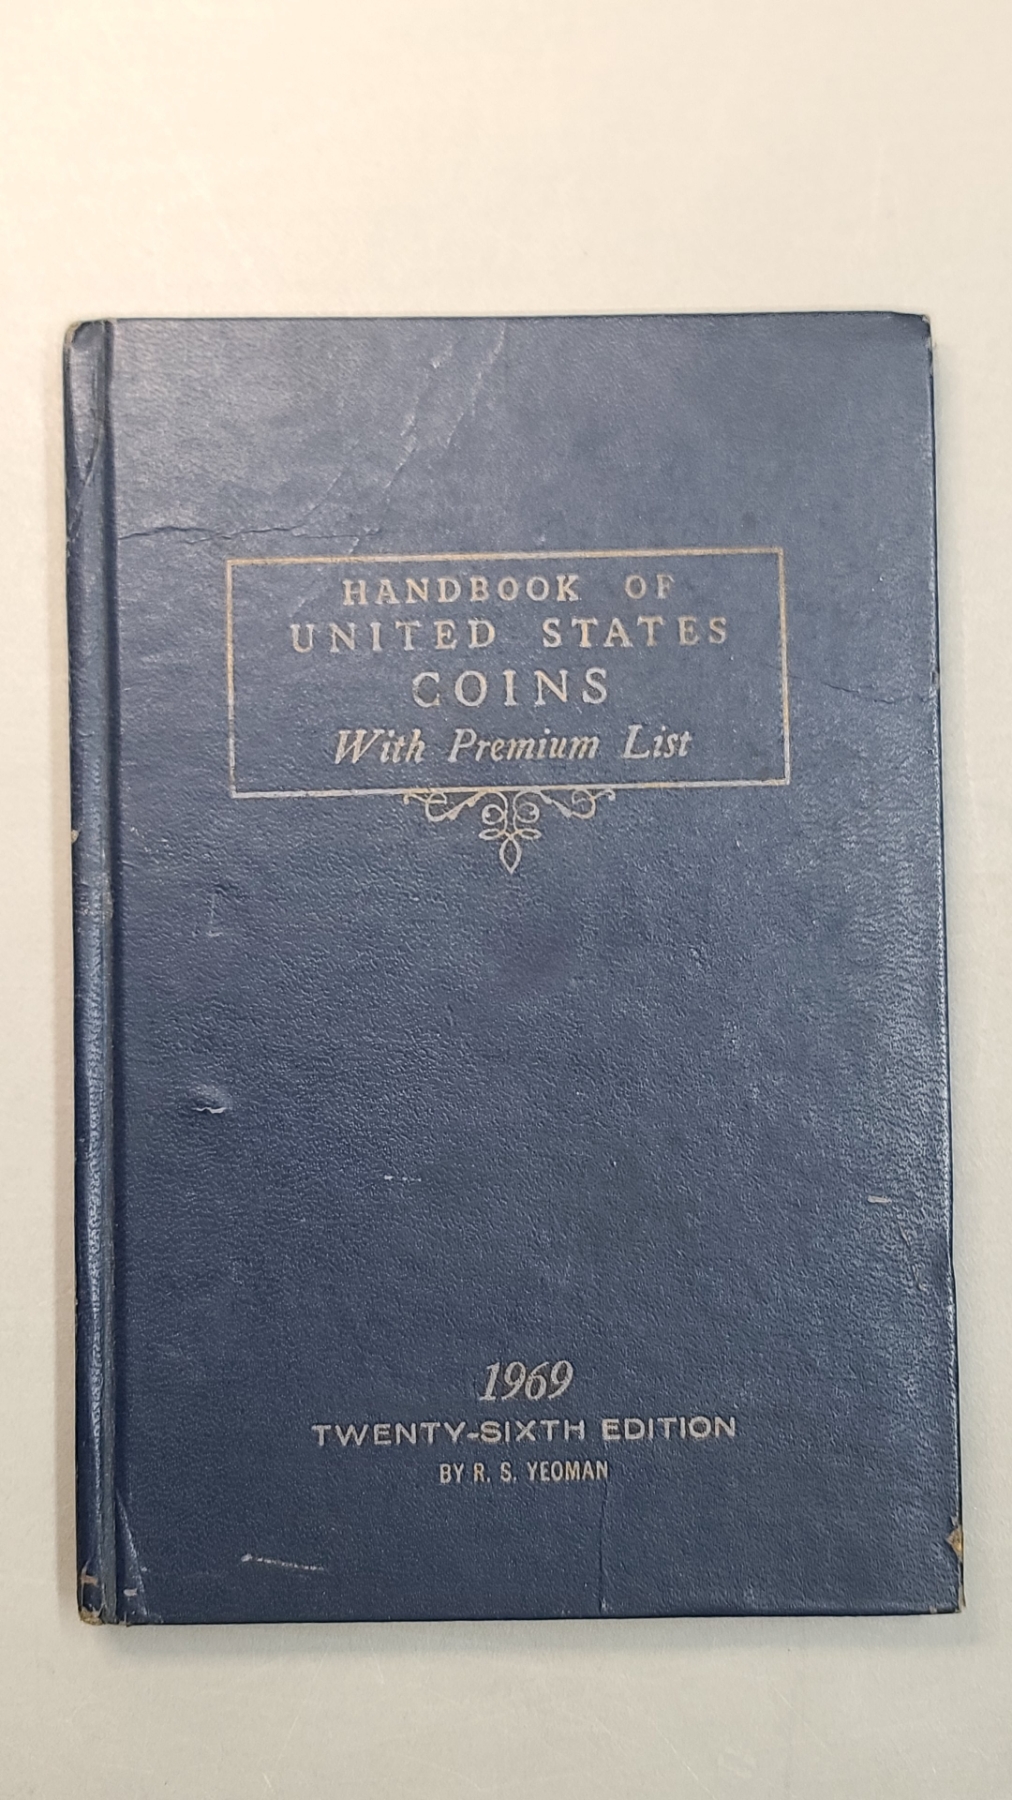 HANDBOOK OF
UNITED STATES
COINS
With Premium List
1969
TWENTY-SIXTH EDITION
BY R. S. YEOMAN